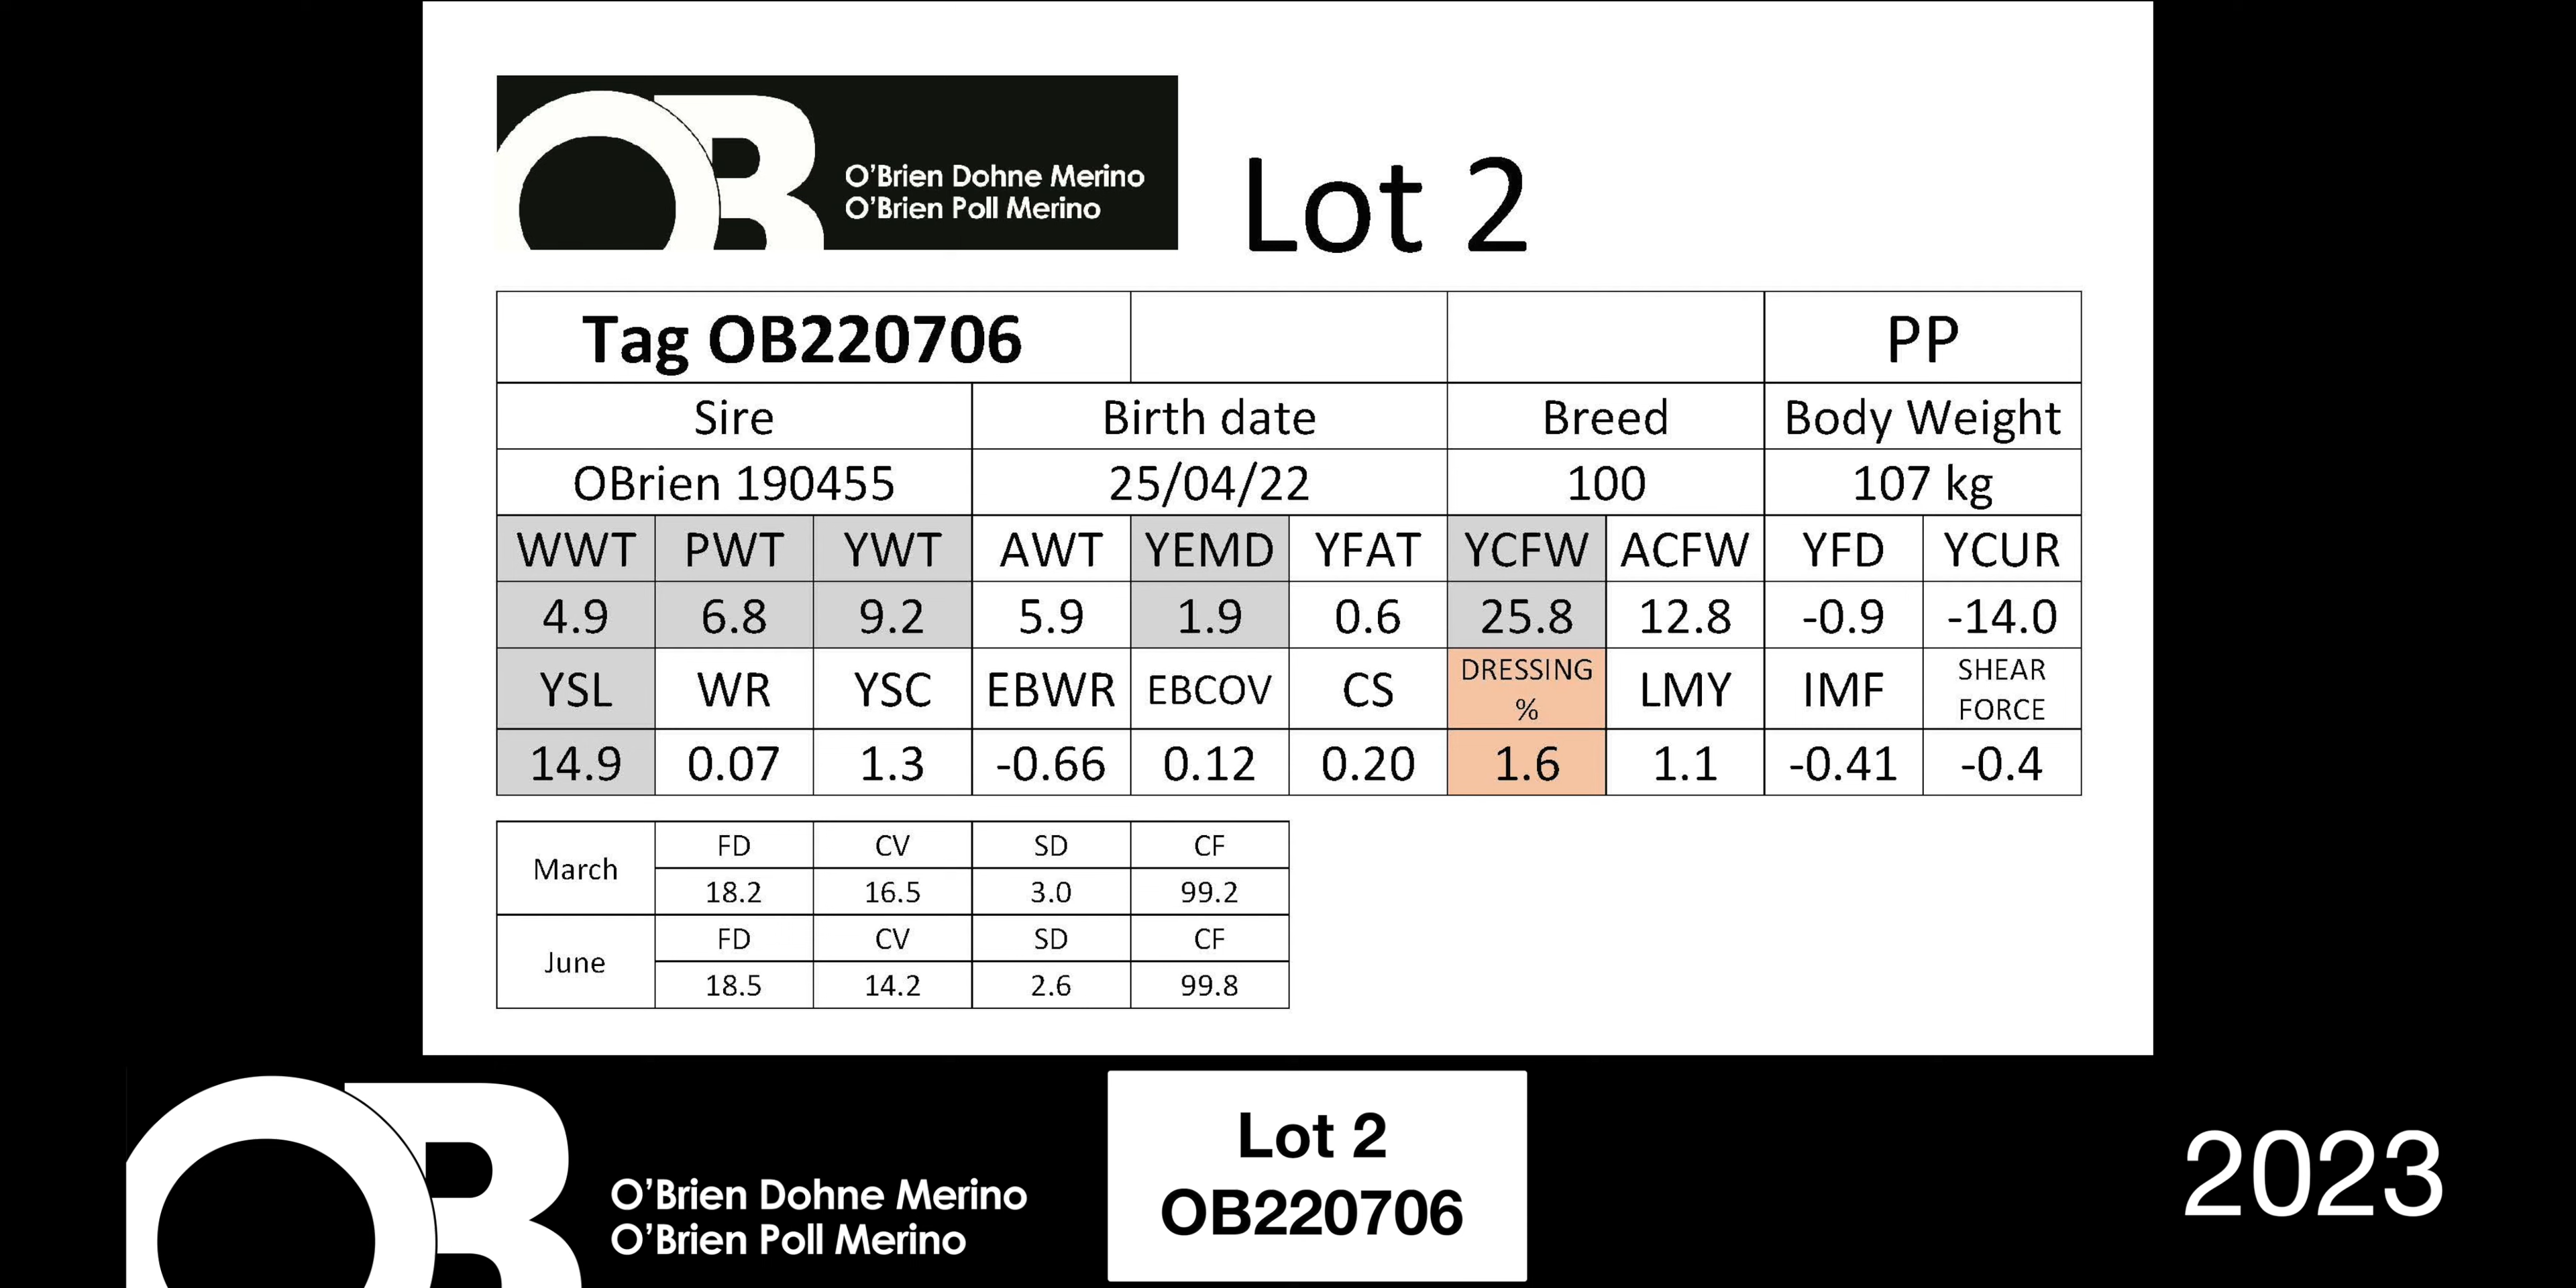 O'Brien Dohne Merino
O'Brien Poll Merino
Lot 2
Tag OB220706 PP
Sire Birth date Breed Body Weight
OBrien 190455 25/04/22 100 107 kg
WWT PWT YWT AWT YEMD YFAT YCFW ACFW YFD YCUR
4.9 6.8 9.2 5.9 1.9 0.6 25.8 12.8 -0.9 -14.0
YSL WR YSC EBWR EBCOV CS DRESSING % LMY IMF SHEAR FORCE
14.9 0.07 1.3 -0.66 0.12 0.20 1.6 1.1 -0.41 -0.4
March FD CV SD CF
18.2 16.5 3.0 99.2
June FD CV SD CF
18.5 14.2 2.6 99.8
OB
O'Brien Dohne Merino
O'Brien Poll Merino
Lot 2
OB220706
2023